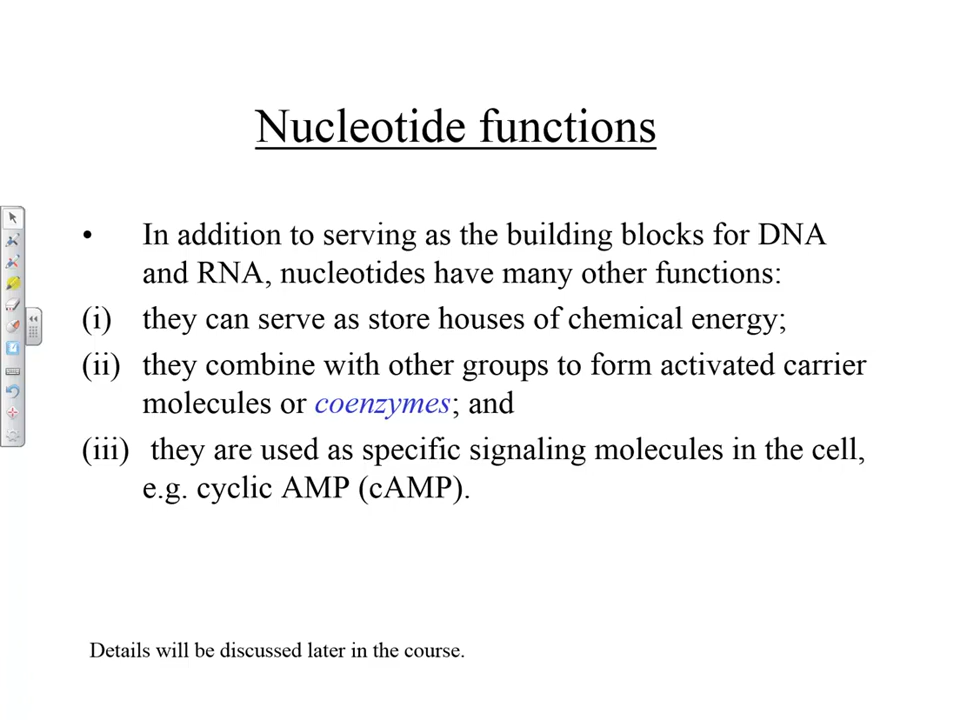 Nucleotide functions
• In addition to serving as the building blocks for DNA
and RNA, nucleotides have many other functions:
(i) they can serve as store houses of chemical energy;
(ii) they combine with other groups to form activated carrier
molecules or coenzymes; and
(iii) they are used as specific signaling molecules in the cell,
e.g. cyclic AMP (cAMP).
Details will be discussed later in the course.